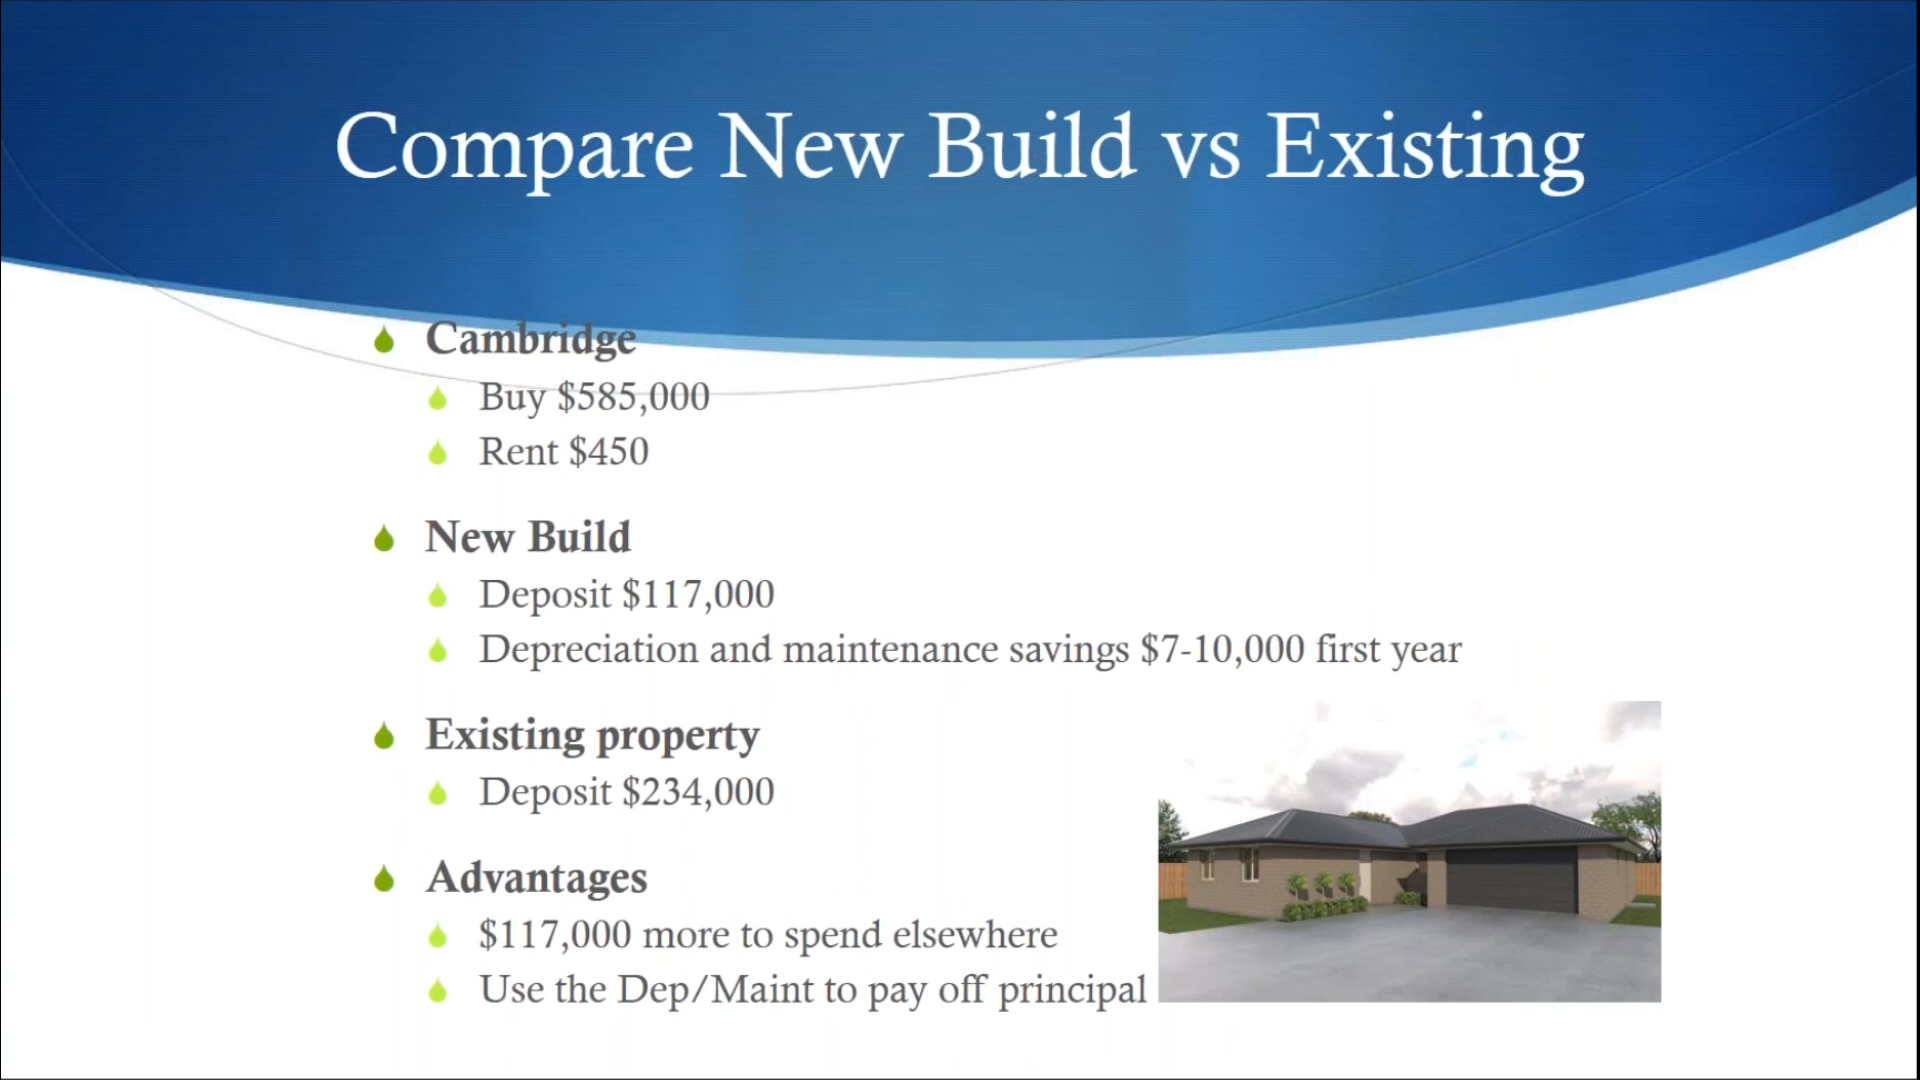 Compare New Build vs Existing
Cambridge
Buy $585,000
Rent $450
New Build
Deposit $117,000
Depreciation and maintenance savings $7-10,000 first year
Existing property
Deposit $234,000
Advantages
$117,000 more to spend elsewhere
Use the Dep/Maint to pay off principal